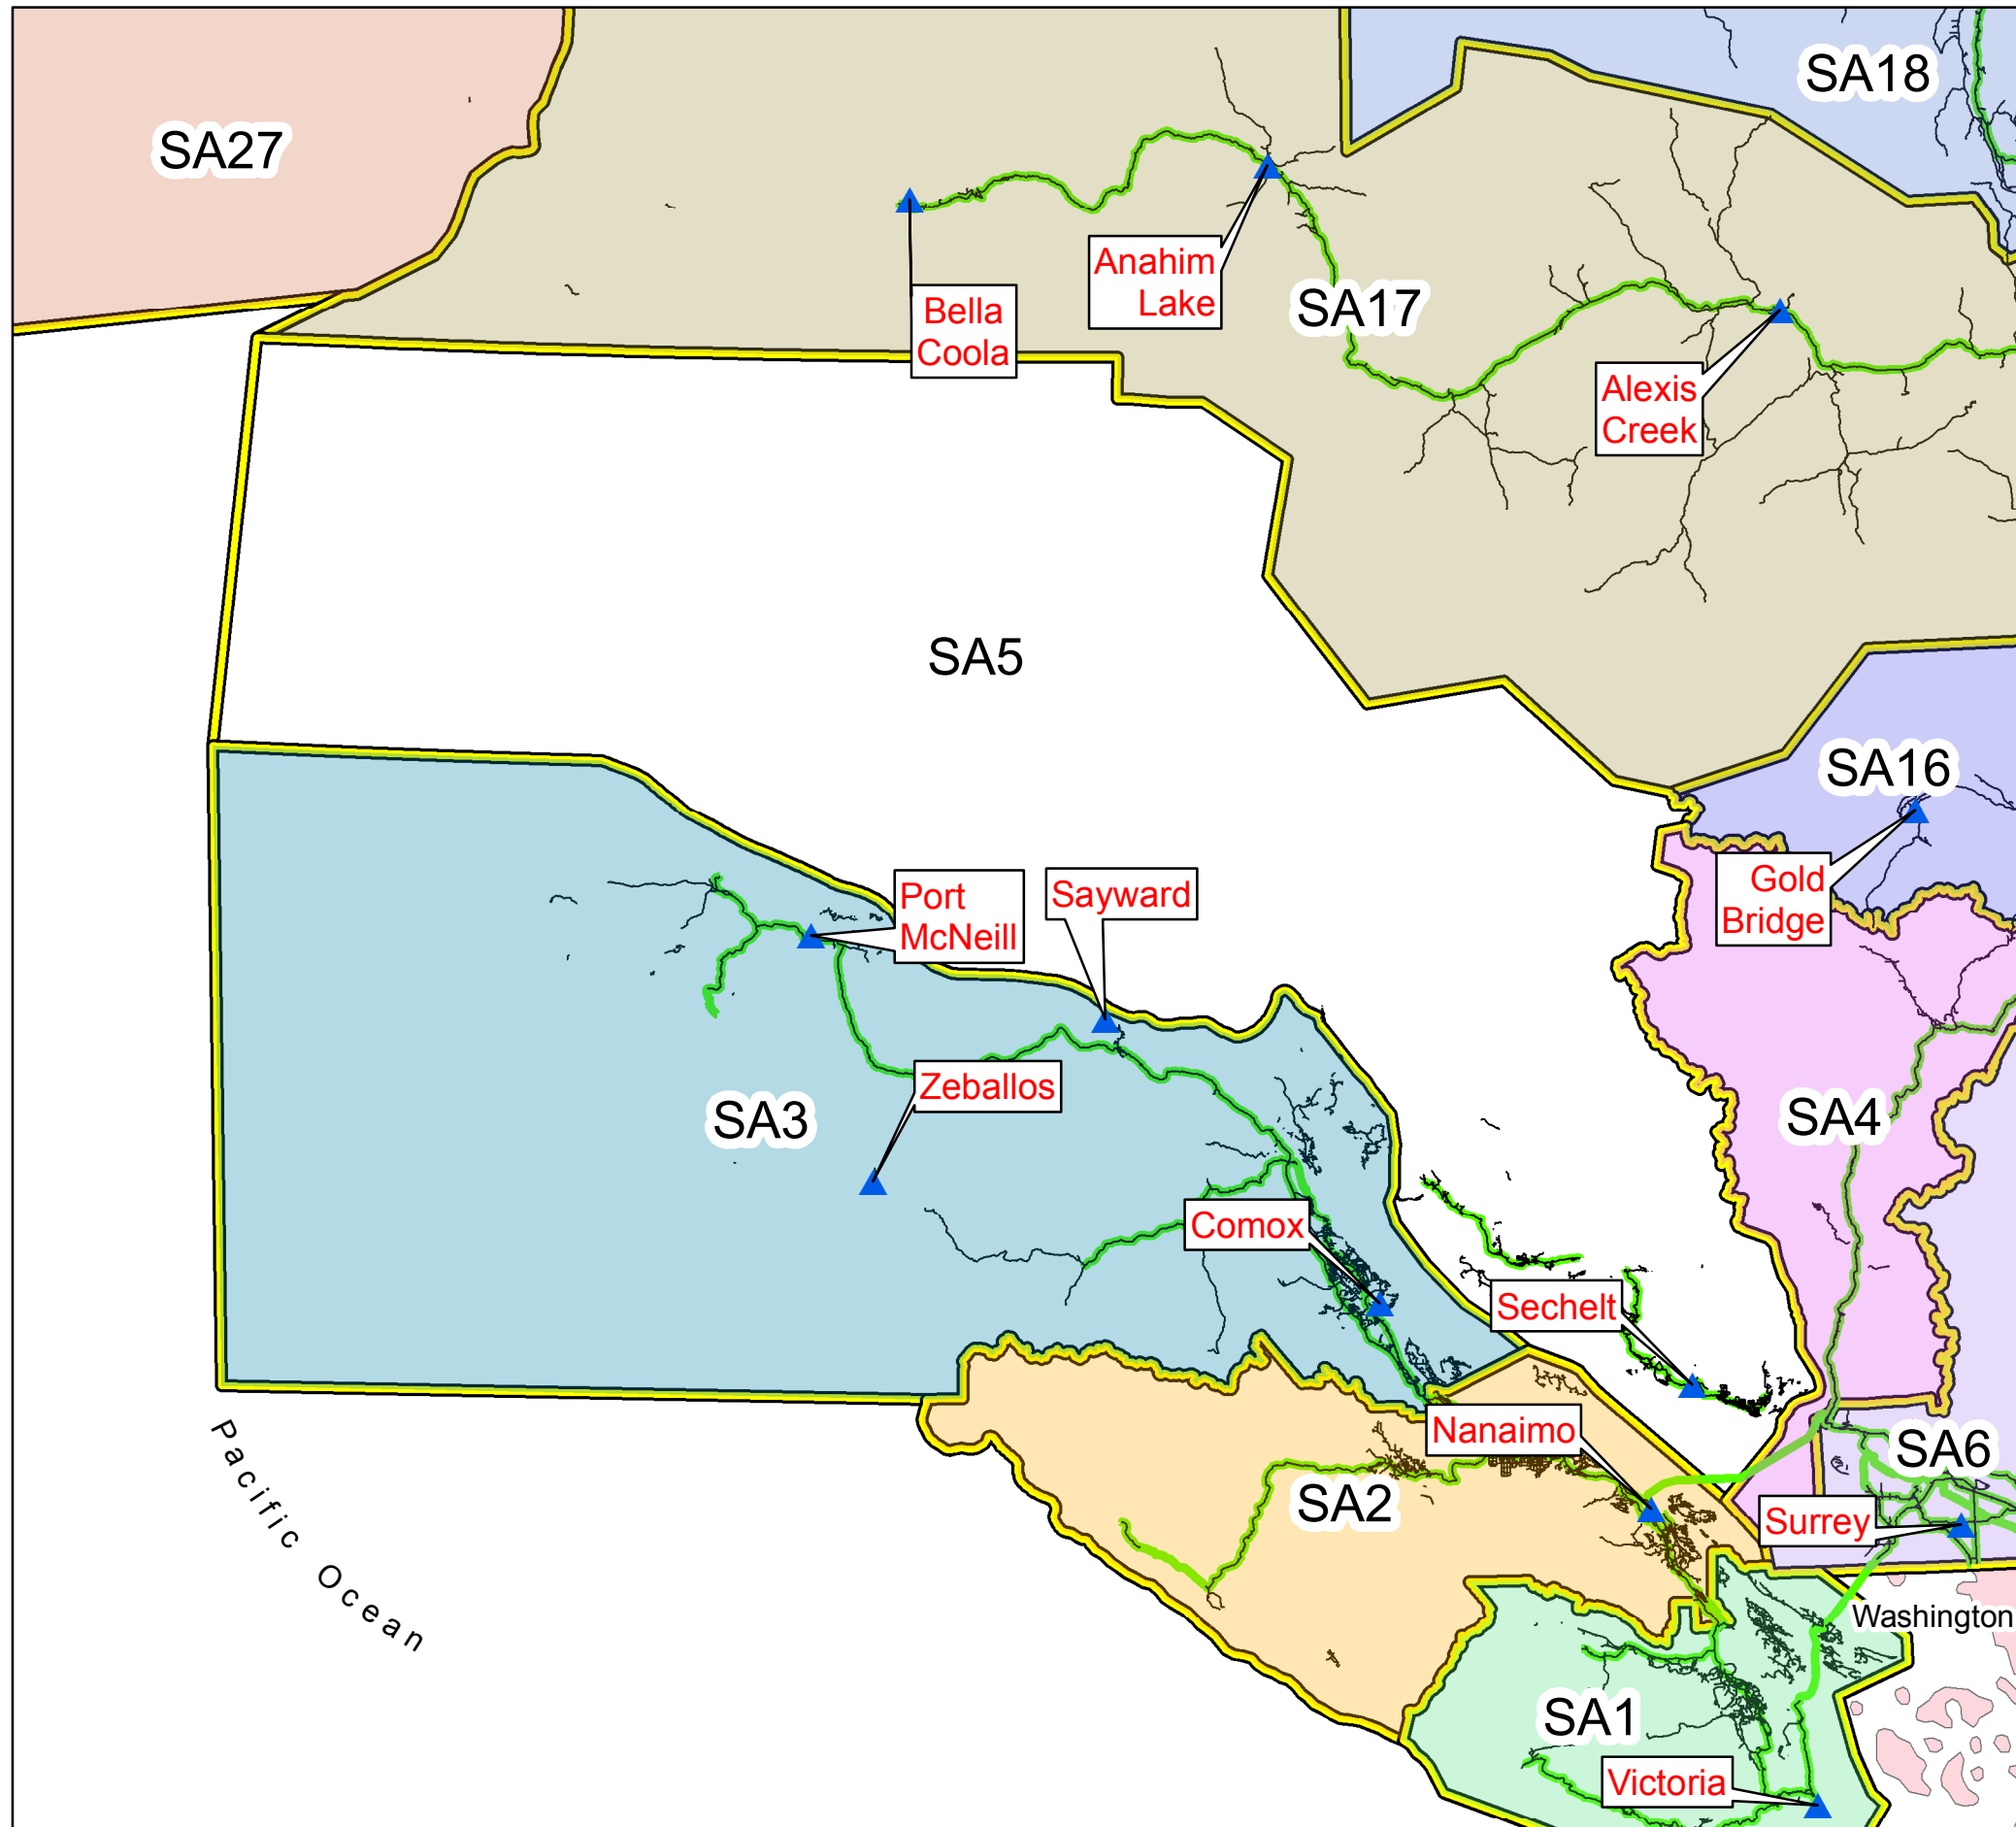 SA18
SA27
Anahim
Lake
SA17
Bella
Coola
Alexis
Creek
SA5
SA16
Gold
Bridge
Port
McNeill
Sayward
Zeballos
SA3
SA4
Comox
Sechelt
Nanaimo
SA6
SA2
Surrey
Pacific Ocean
Washington
SA1
Victoria